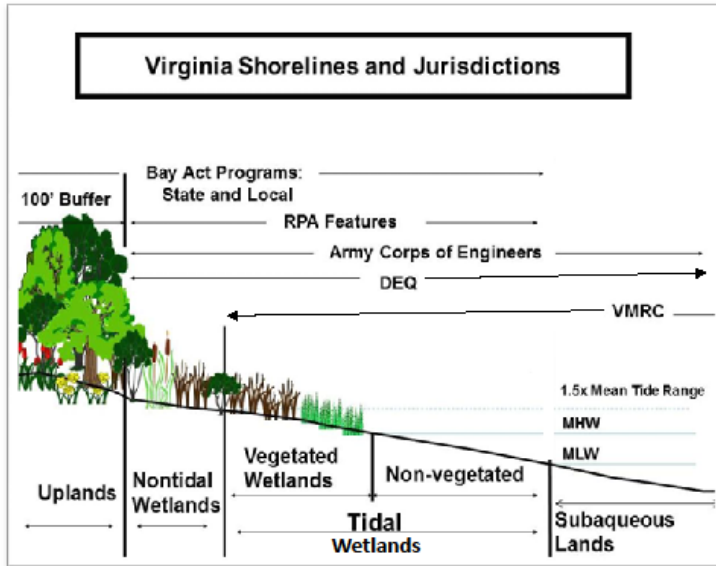 Virginia Shorelines and Jurisdictions
Bay Act Programs:
State and Local
100' Buffer
RPA Features
Army Corps of Engineers
DEQ
VMRC
1.5x Mean Tide Range
MHW
MLW
Uplands
Nontidal
Wetlands
Vegetated
Wetlands
Non-vegetated
Tidal
Wetlands
Subaqueous
Lands